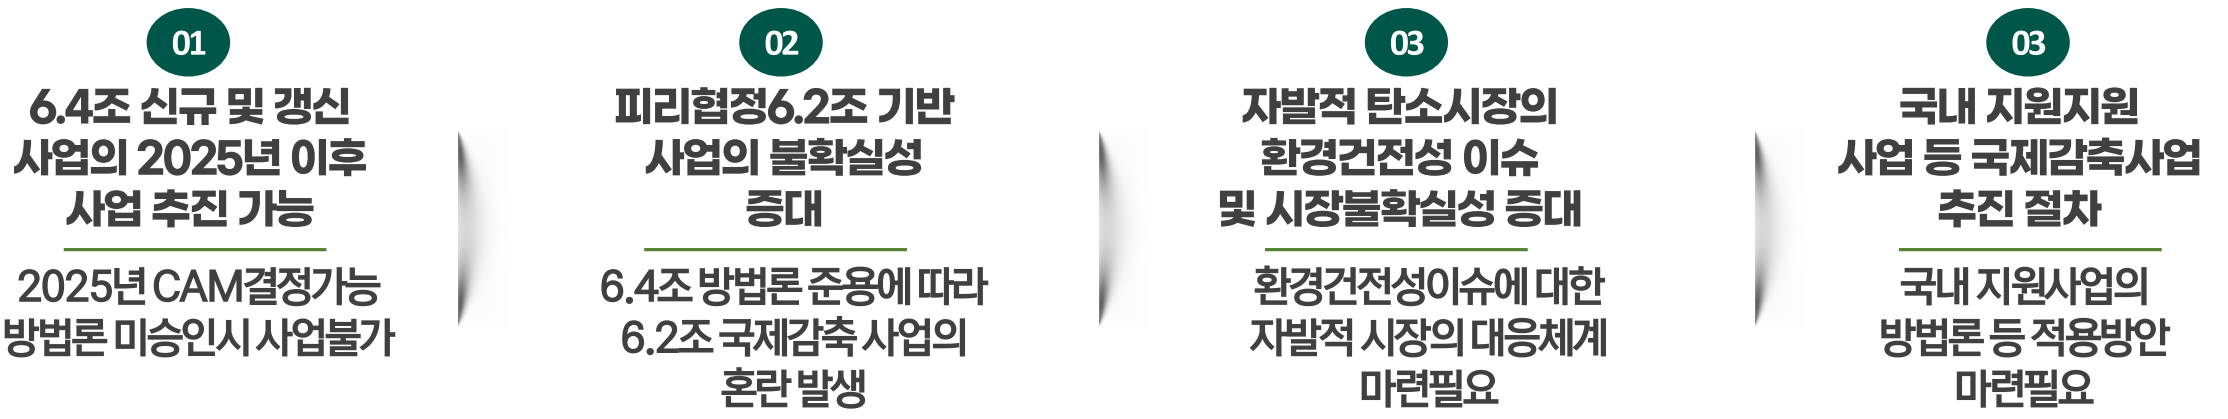 01
6.4조 신규 및 갱신
사업의 2025년 이후
사업 추진 가능
2025년 CAM결정가능
방법론 미승인시 사업불가
02
피리협정6.2조 기반
사업의 불확실성
증대
6.4조 방법론 준용에 따라
6.2조 국제감축 사업의
혼란 발생
03
자발적 탄소시장의
환경건전성 이슈
및 시장불확실성 증대
환경건전성이슈에 대한
자발적 시장의 대응체계
마련필요
03
국내 지원지원
사업 등 국제감축사업
추진 절차
국내 지원사업의
방법론 등 적용방안
마련필요